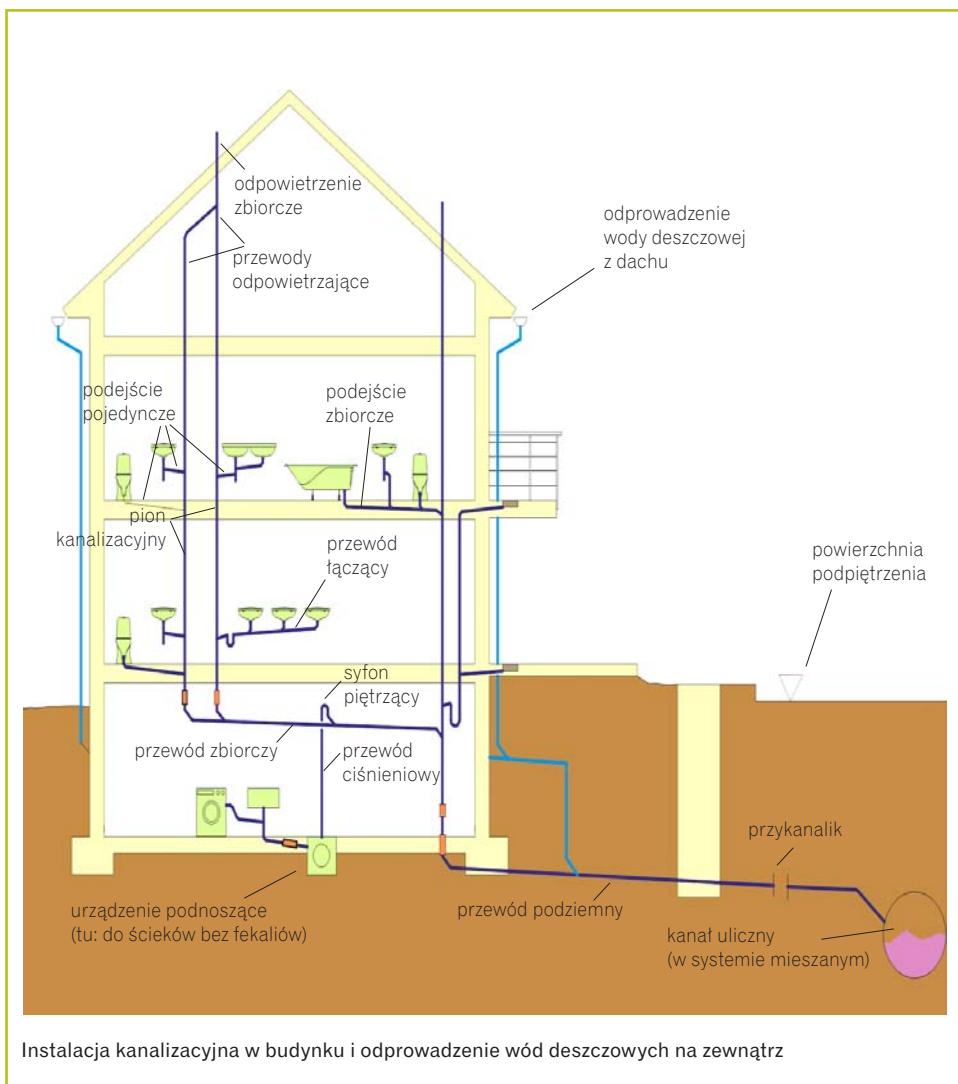 odpowietrzenie
zbiorcze
przewody
odpowietrzające
odprowadzenie
wody deszczowej
z dachu
podejście
pojedyncze
podejście
zbiorcze
pion
kanalizacyjny
przewód
łączący
powierzchnia
podpiętrzenia
syfon
piętrzący
przewód zbiorczy
przewód
ciśnieniowy
przykanalik
urządzenie podnoszące
(tu: do ścieków bez fekaliów)
przewód podziemny
kanał uliczny
(w systemie mieszanym)
Instalacja kanalizacyjna w budynku i odprowadzenie wód deszczowych na zewnątrz